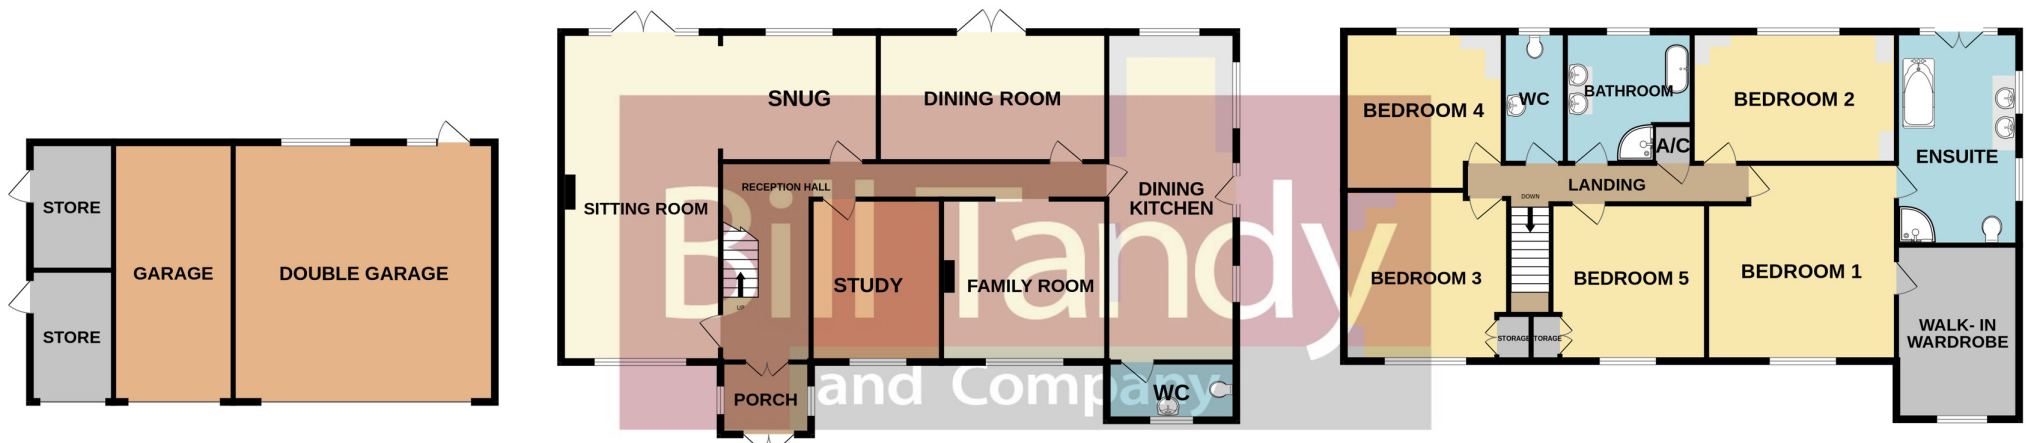 STORE
STORE
GARAGE
DOUBLE GARAGE
SITTING ROOM
SNUG
DINING ROOM
RECEPTION HALL
UP
STUDY
FAMILY ROOM
DINING
KITCHEN
PORCH
WC
Bill Tandy
and Company
BEDROOM 4
WC
BATHROOM
A/C
BEDROOM 2
ENSUITE
LANDING
DOWN
BEDROOM 3
BEDROOM 5
BEDROOM 1
STORAGE
TORAGE
WALK- IN
WARDROBE